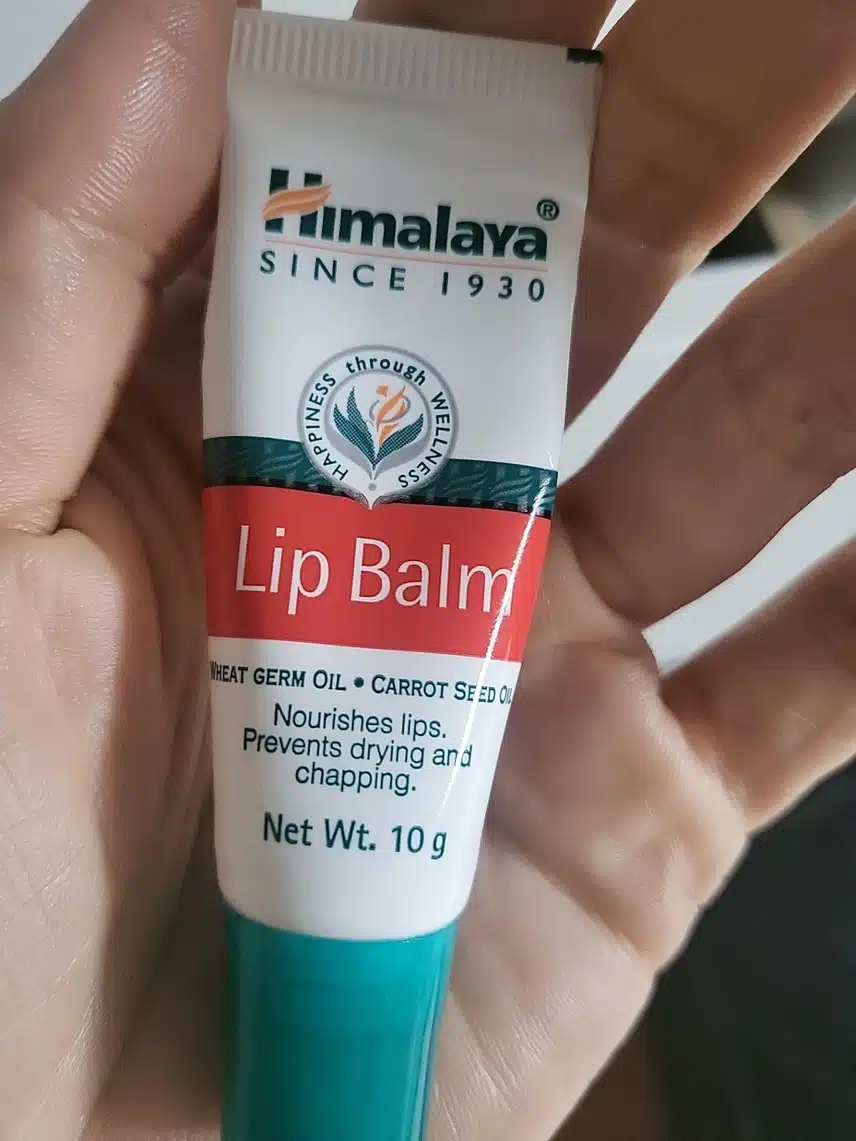 Himalaya®
SINCE 1930
HAPPINESS through WELLNESS
Lip Balm
WHEAT GERM OIL • CARROT SEED OIL
Nourishes lips.
Prevents drying and
chapping.
Net Wt. 10 g